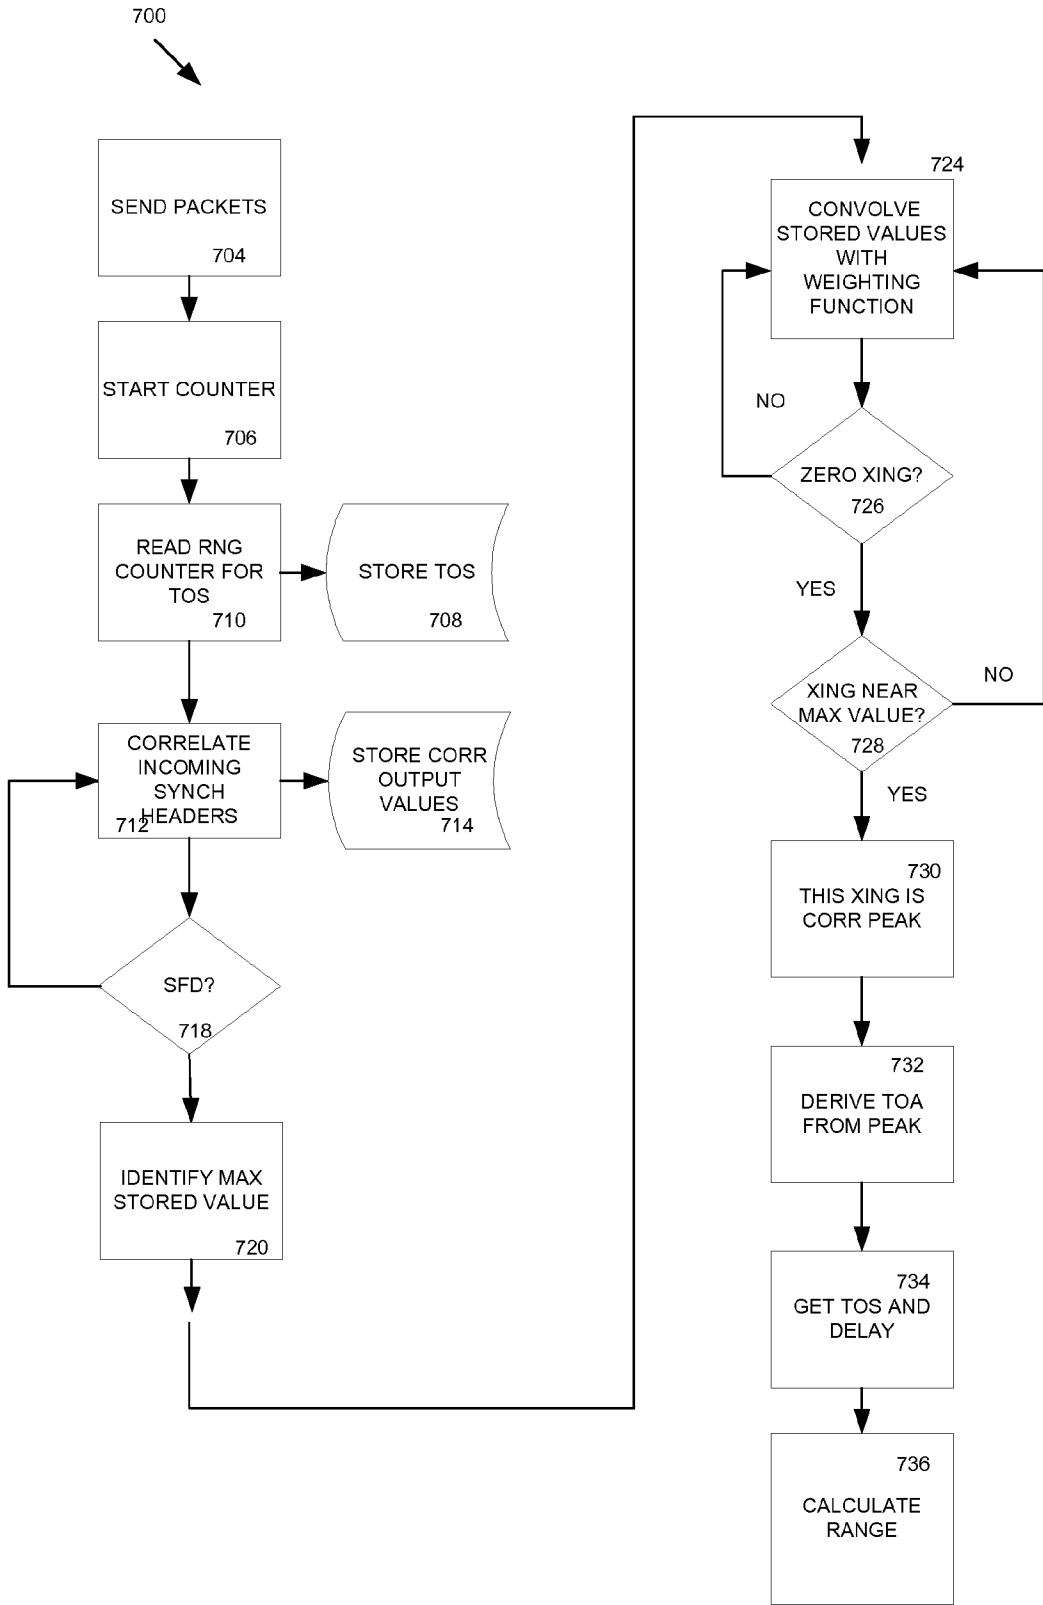 700
SEND PACKETS
704
START COUNTER
706
READ RNG
COUNTER FOR
TOS
710
STORE TOS
708
CORRELATE
INCOMING
SYNCH
HEADERS
712
STORE CORR
OUTPUT
VALUES
714
SFD?
718
IDENTIFY MAX
STORED VALUE
720
724
CONVOLVE
STORED VALUES
WITH
WEIGHTING
FUNCTION
NO
ZERO XING?
726
YES
XING NEAR
MAX VALUE?
728
NO
YES
730
THIS XING IS
CORR PEAK
732
DERIVE TOA
FROM PEAK
734
GET TOS AND
DELAY
736
CALCULATE
RANGE